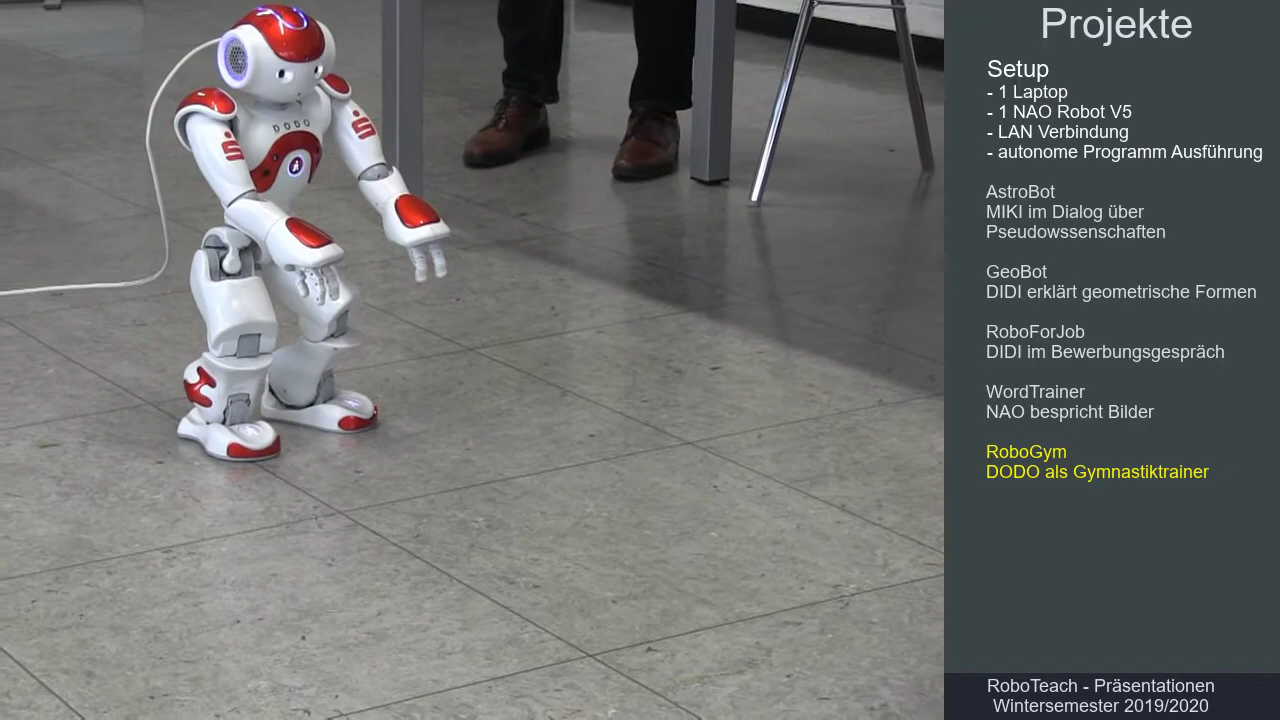 Projekte
Setup
- 1 Laptop
- 1 NAO Robot V5
- LAN Verbindung
- autonome Programm Ausführung
AstroBot
MIKI im Dialog über
Pseudowssenschaften
GeoBot
DIDI erklärt geometrische Formen
RoboForJob
DIDI im Bewerbungsgespräch
WordTrainer
NAO bespricht Bilder
RoboGym
DODO als Gymnastiktrainer
RoboTeach - Präsentationen
Wintersemester 2019/2020
DODO